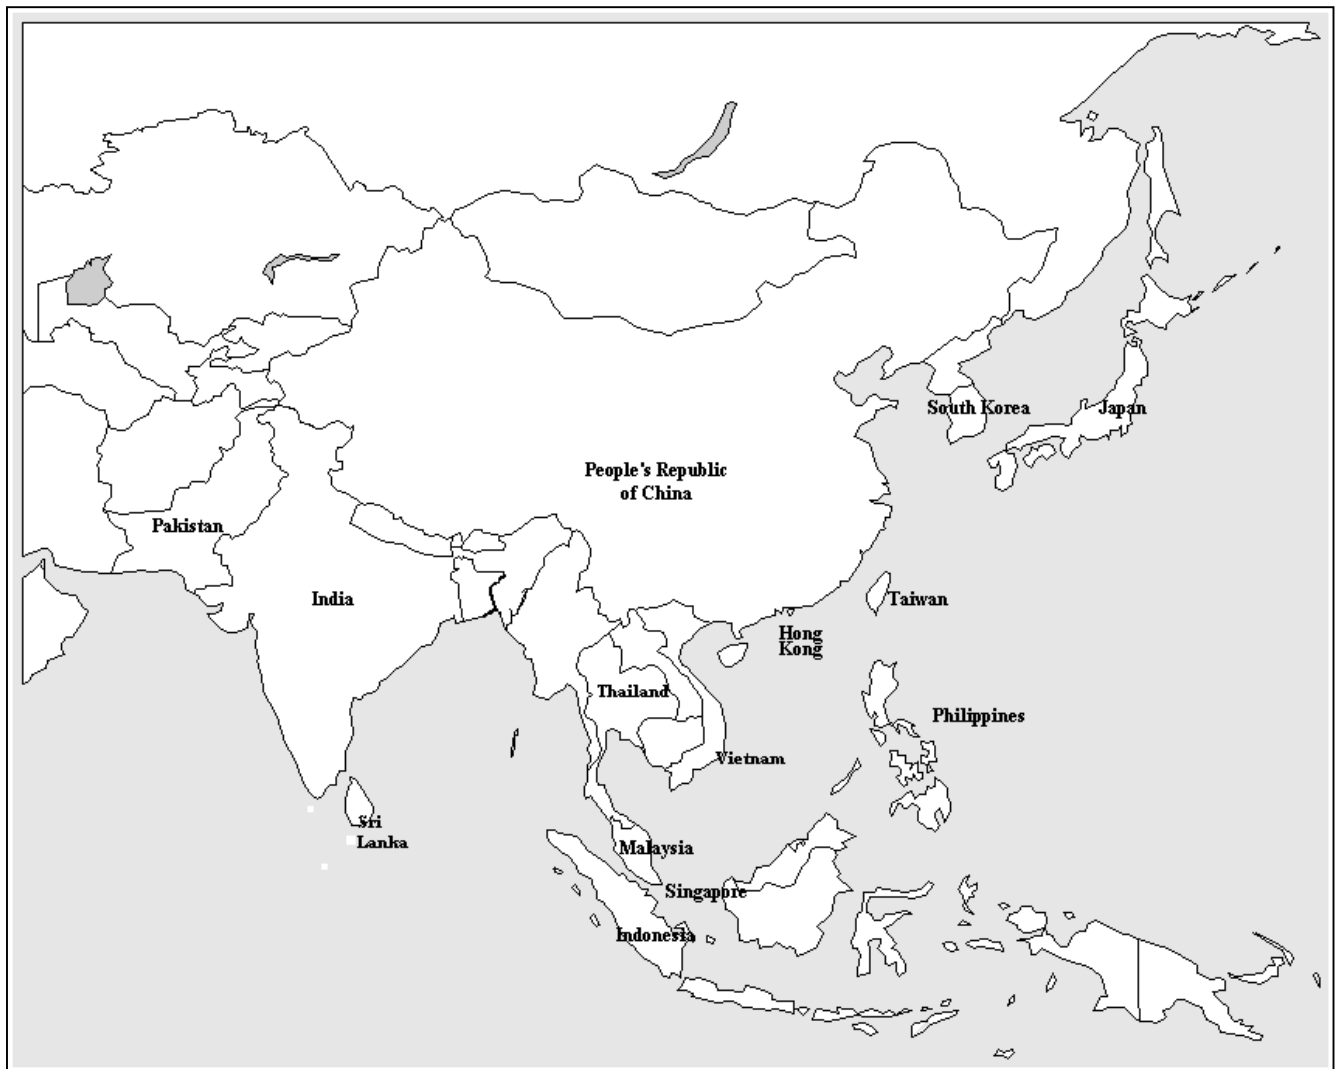 South Korea
Japan
People's Republic
of China
Pakistan
India
Taiwan
Hong
Kong
Thailand
Philippines
Vietnam
Sri
Lanka
Malaysia
Singapore
Indonesia